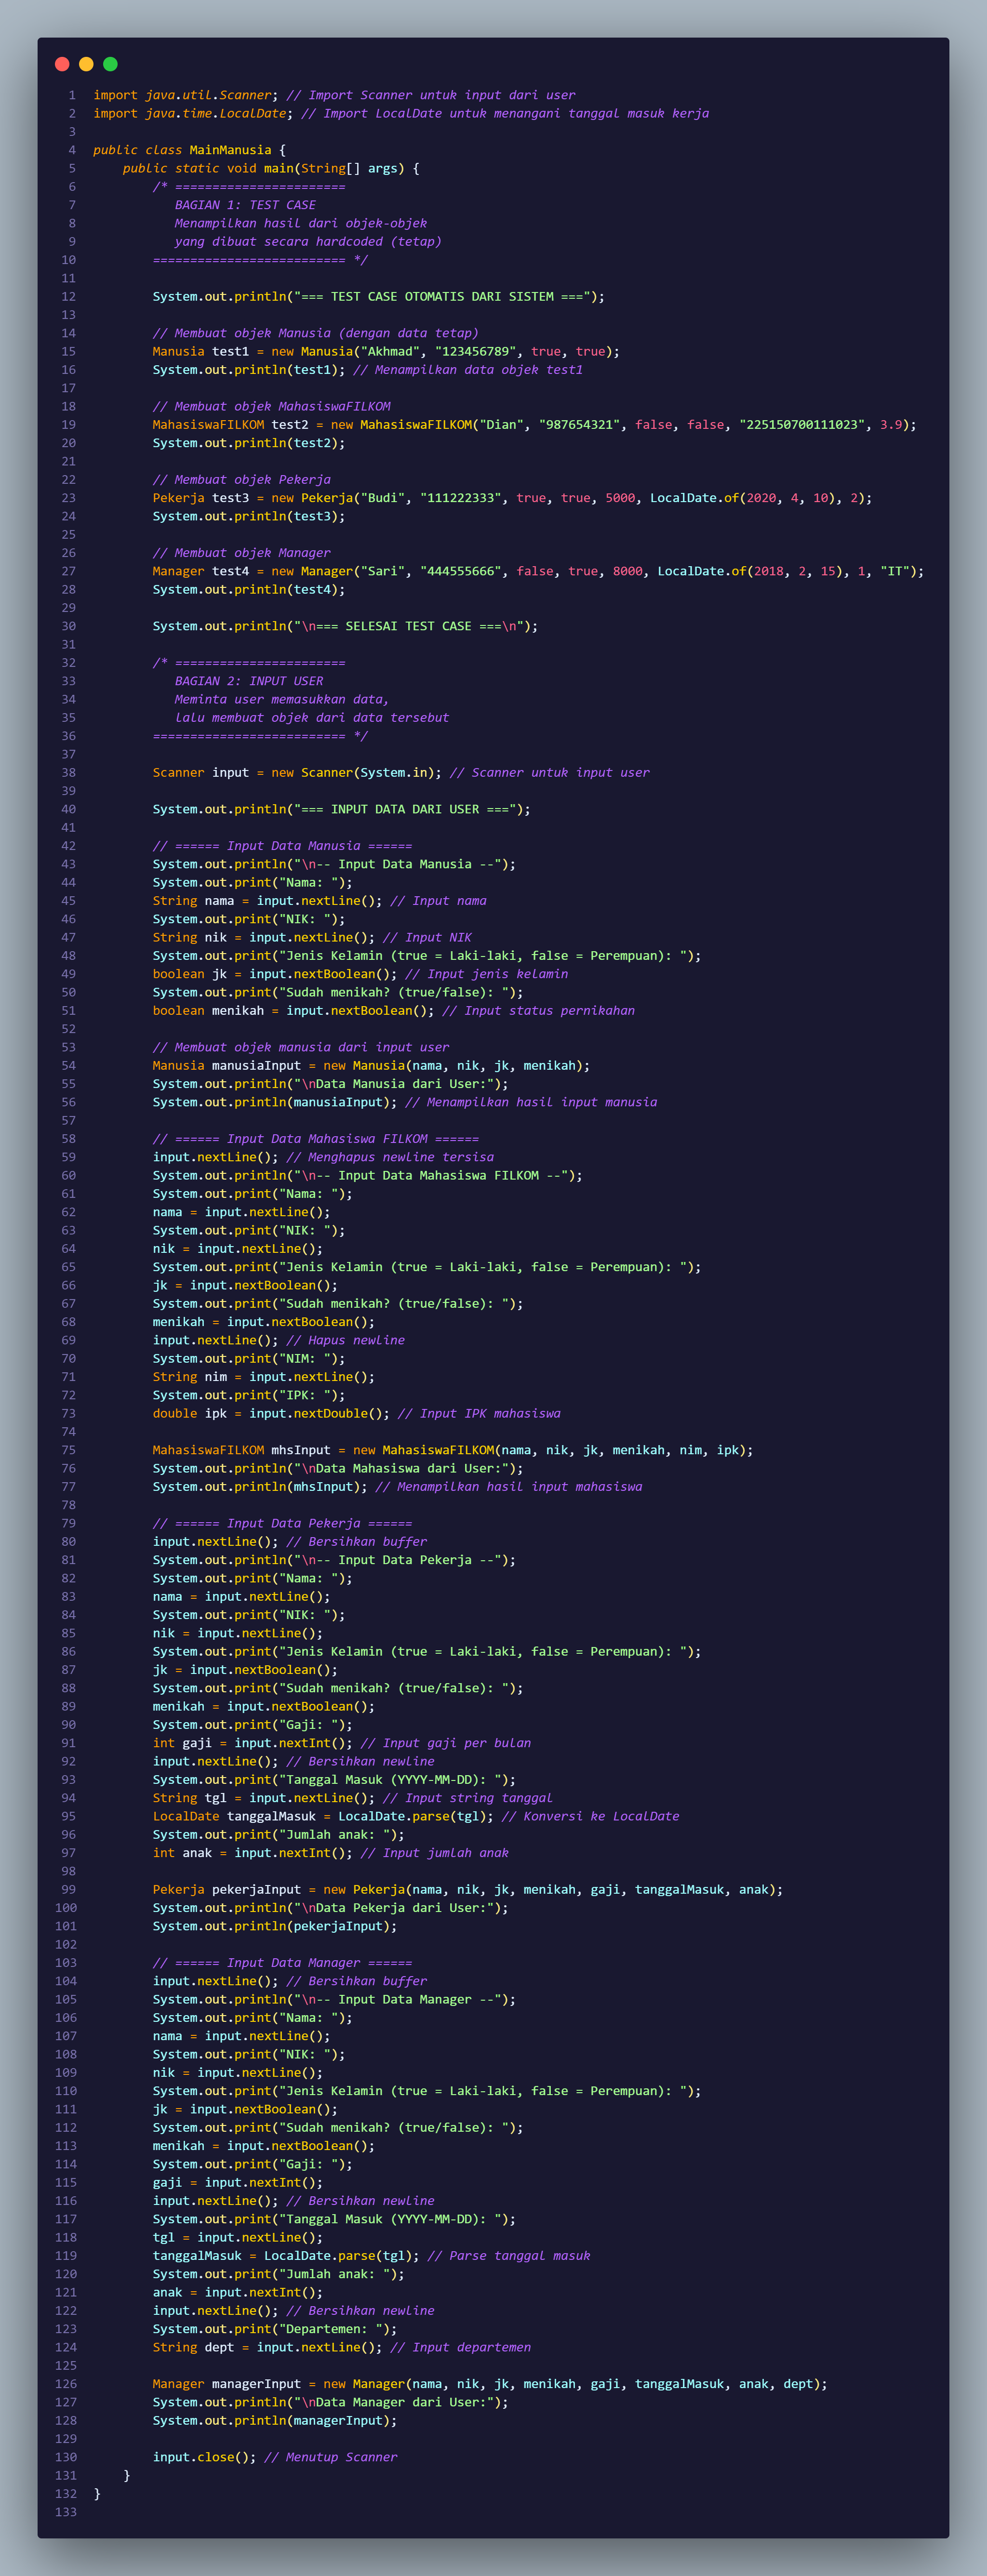 1 import java.util.Scanner; // Import Scanner untuk input dari user
2 import java.time.LocalDate; // Import LocalDate untuk menangani tanggal masuk kerja
3
4 public class MainManusia {
5     public static void main(String[] args) {
6         /* =======================
7            BAGIAN 1: TEST CASE
8            Menampilkan hasil dari objek-objek
9            yang dibuat secara hardcoded (tetap)
10         ========================== */
11
12         System.out.println("=== TEST CASE OTOMATIS DARI SISTEM ===");
13
14         // Membuat objek Manusia (dengan data tetap)
15         Manusia test1 = new Manusia("Akhmad", "123456789", true, true);
16         System.out.println(test1); // Menampilkan data objek test1
17
18         // Membuat objek MahasiswaFILKOM
19         MahasiswaFILKOM test2 = new MahasiswaFILKOM("Dian", "987654321", false, false, "225150700111023", 3.9);
20         System.out.println(test2);
21
22         // Membuat objek Pekerja
23         Pekerja test3 = new Pekerja("Budi", "111222333", true, true, 5000, LocalDate.of(2020, 4, 10), 2);
24         System.out.println(test3);
25
26         // Membuat objek Manager
27         Manager test4 = new Manager("Sari", "444555666", false, true, 8000, LocalDate.of(2018, 2, 15), 1, "IT");
28         System.out.println(test4);
29
30         System.out.println("\n=== SELESAI TEST CASE ===\n");
31
32         /* =======================
33            BAGIAN 2: INPUT USER
34            Meminta user memasukkan data,
35            lalu membuat objek dari data tersebut
36         ========================== */
37
38         Scanner input = new Scanner(System.in); // Scanner untuk input user
39
40         System.out.println("=== INPUT DATA DARI USER ===");
41
42         // ====== Input Data Manusia ======
43         System.out.println("\n-- Input Data Manusia --");
44         System.out.print("Nama: ");
45         String nama = input.nextLine(); // Input nama
46         System.out.print("NIK: ");
47         String nik = input.nextLine(); // Input NIK
48         System.out.print("Jenis Kelamin (true = Laki-laki, false = Perempuan): ");
49         boolean jk = input.nextBoolean(); // Input jenis kelamin
50         System.out.print("Sudah menikah? (true/false): ");
51         boolean menikah = input.nextBoolean(); // Input status pernikahan
52
53         // Membuat objek manusia dari input user
54         Manusia manusiaInput = new Manusia(nama, nik, jk, menikah);
55         System.out.println("\nData Manusia dari User:");
56         System.out.println(manusiaInput); // Menampilkan hasil input manusia
57
58         // ====== Input Data Mahasiswa FILKOM ======
59         input.nextLine(); // Menghapus newline tersisa
60         System.out.println("\n-- Input Data Mahasiswa FILKOM --");
61         System.out.print("Nama: ");
62         nama = input.nextLine();
63         System.out.print("NIK: ");
64         nik = input.nextLine();
65         System.out.print("Jenis Kelamin (true = Laki-laki, false = Perempuan): ");
66         jk = input.nextBoolean();
67         System.out.print("Sudah menikah? (true/false): ");
68         menikah = input.nextBoolean();
69         input.nextLine(); // Hapus newline
70         System.out.print("NIM: ");
71         String nim = input.nextLine();
72         System.out.print("IPK: ");
73         double ipk = input.nextDouble(); // Input IPK mahasiswa
74
75         MahasiswaFILKOM mhsInput = new MahasiswaFILKOM(nama, nik, jk, menikah, nim, ipk);
76         System.out.println("\nData Mahasiswa dari User:");
77         System.out.println(mhsInput); // Menampilkan hasil input mahasiswa
78
79         // ====== Input Data Pekerja ======
80         input.nextLine(); // Bersihkan buffer
81         System.out.println("\n-- Input Data Pekerja --");
82         System.out.print("Nama: ");
83         nama = input.nextLine();
84         System.out.print("NIK: ");
85         nik = input.nextLine();
86         System.out.print("Jenis Kelamin (true = Laki-laki, false = Perempuan): ");
87         jk = input.nextBoolean();
88         System.out.print("Sudah menikah? (true/false): ");
89         menikah = input.nextBoolean();
90         System.out.print("Gaji: ");
91         int gaji = input.nextInt(); // Input gaji per bulan
92         input.nextLine(); // Bersihkan newline
93         System.out.print("Tanggal Masuk (YYYY-MM-DD): ");
94         String tgl = input.nextLine(); // Input string tanggal
95         LocalDate tanggalMasuk = LocalDate.parse(tgl); // Konversi ke LocalDate
96         System.out.print("Jumlah anak: ");
97         int anak = input.nextInt(); // Input jumlah anak
98
99         Pekerja pekerjaInput = new Pekerja(nama, nik, jk, menikah, gaji, tanggalMasuk, anak);
100         System.out.println("\nData Pekerja dari User:");
101         System.out.println(pekerjaInput);
102
103         // ====== Input Data Manager ======
104         input.nextLine(); // Bersihkan buffer
105         System.out.println("\n-- Input Data Manager --");
106         System.out.print("Nama: ");
107         nama = input.nextLine();
108         System.out.print("NIK: ");
109         nik = input.nextLine();
110         System.out.print("Jenis Kelamin (true = Laki-laki, false = Perempuan): ");
111         jk = input.nextBoolean();
112         System.out.print("Sudah menikah? (true/false): ");
113         menikah = input.nextBoolean();
114         System.out.print("Gaji: ");
115         gaji = input.nextInt();
116         input.nextLine(); // Bersihkan newline
117         System.out.print("Tanggal Masuk (YYYY-MM-DD): ");
118         tgl = input.nextLine();
119         tanggalMasuk = LocalDate.parse(tgl); // Parse tanggal masuk
120         System.out.print("Jumlah anak: ");
121         anak = input.nextInt();
122         input.nextLine(); // Bersihkan newline
123         System.out.print("Departemen: ");
124         String dept = input.nextLine(); // Input departemen
125
126         Manager managerInput = new Manager(nama, nik, jk, menikah, gaji, tanggalMasuk, anak, dept);
127         System.out.println("\nData Manager dari User:");
128         System.out.println(managerInput);
129
130         input.close(); // Menutup Scanner
131     }
132 }
133